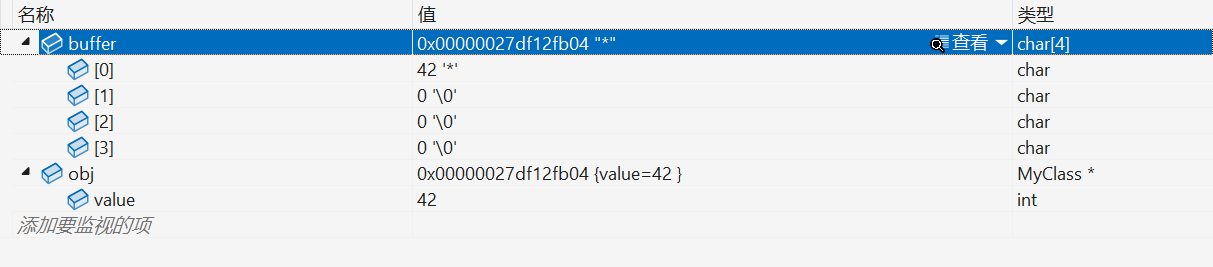 名称 值 类型
buffer 0x00000027df12fb04 "*" 查看 char[4]
[0] 42 '*' char
[1] 0 '\0' char
[2] 0 '\0' char
[3] 0 '\0' char
obj 0x00000027df12fb04 {value=42 } MyClass *
value 42 int
添加要监视的项